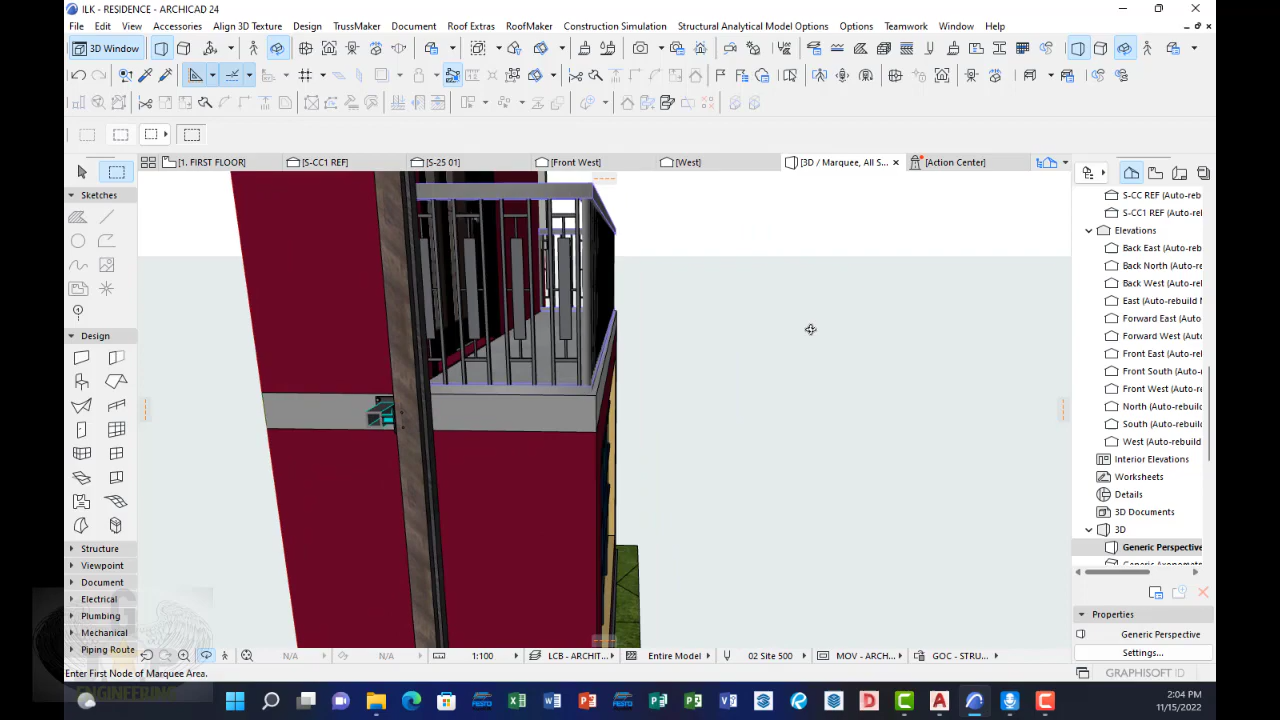 ILK - RESIDENCE - ARCHICAD 24
File Edit View Accessories Align 3D Texture Design TrussMaker Document Roof Extras RoofMaker Construction Simulation Structural Analytical Model Options Options Teamwork Window Help
3D Window
[1. FIRST FLOOR] [S-CC1 REF] [S-25 01] [Front West] [West] [3D / Marquee, All S... [Action Center]
Sketches
Design
Structure
Viewpoint
Document
Electrical
Plumbing
Mechanical
Piping Route
S-CC REF (Auto-reb
S-CC1 REF (Auto-re
Elevations
Back East (Auto-reb
Back North (Auto-re
Back West (Auto-re
East (Auto-rebuild M
Forward East (Auto-
Forward West (Auto
Front East (Auto-reb
Front South (Auto-r
Front West (Auto-re
North (Auto-rebuild
South (Auto-rebuild
West (Auto-rebuild
Interior Elevations
Worksheets
Details
3D Documents
3D
Generic Perspective
Properties
Generic Perspective
Settings...
GRAPHISOFT ID
N/A N/A 1:100 LCB - ARCHIT... Entire Model 02 Site 500 MOV - ARCH... GOC - STRU...
Enter First Node of Marquee Area.
ENGINEERING
FESTO FESTO
2:04 PM
11/15/2022